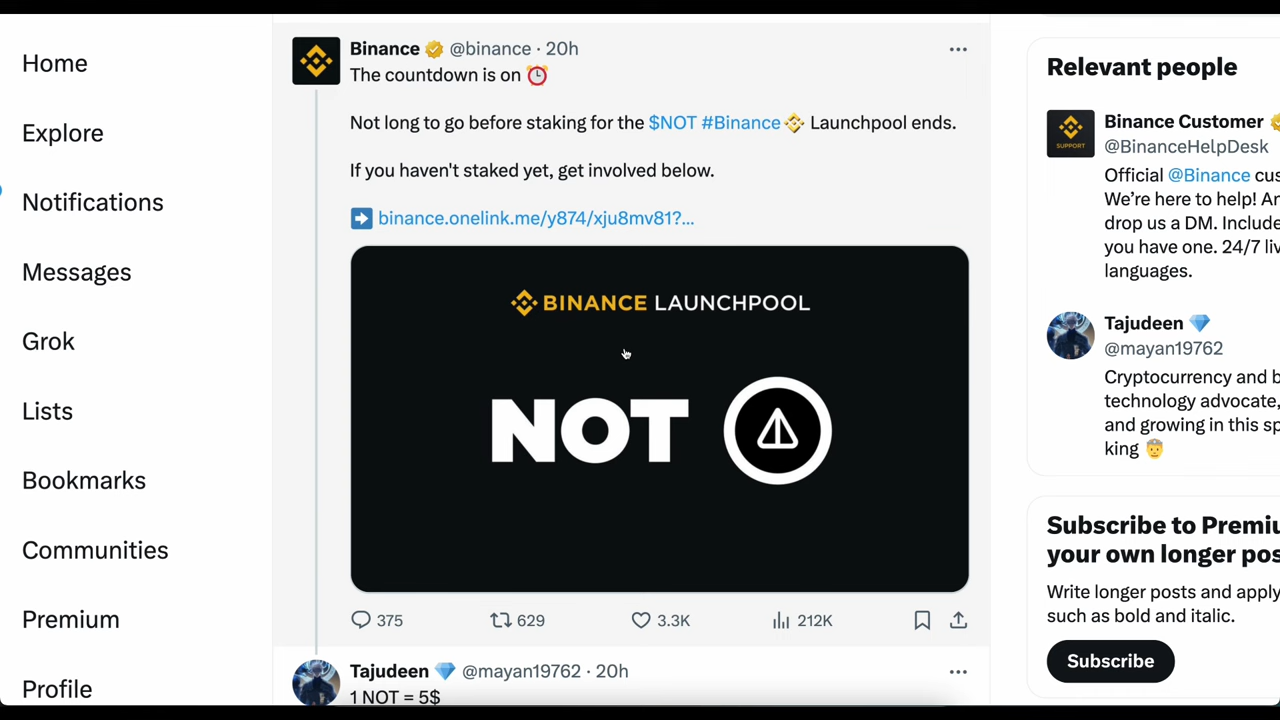 Home
Explore
Notifications
Messages
Grok
Lists
Bookmarks
Communities
Premium
Profile
Binance @binance · 20h
The countdown is on ⏰
Not long to go before staking for the $NOT #Binance Launchpool ends.
If you haven't staked yet, get involved below.
➡️ binance.onelink.me/y874/xju8mv81?...
BINANCE LAUNCHPOOL
NOT
375 629 3.3K 212K
Tajudeen 💎 @mayan19762 · 20h
1 NOT = 5$
Relevant people
SUPPORT
Binance Customer
@BinanceHelpDesk
Official @Binance cus
We're here to help! Ar
drop us a DM. Include
you have one. 24/7 liv
languages.
Tajudeen 💎
@mayan19762
Cryptocurrency and b
technology advocate,
and growing in this sp
king 🤴
Subscribe to Premiu
your own longer pos
Write longer posts and apply
such as bold and italic.
Subscribe